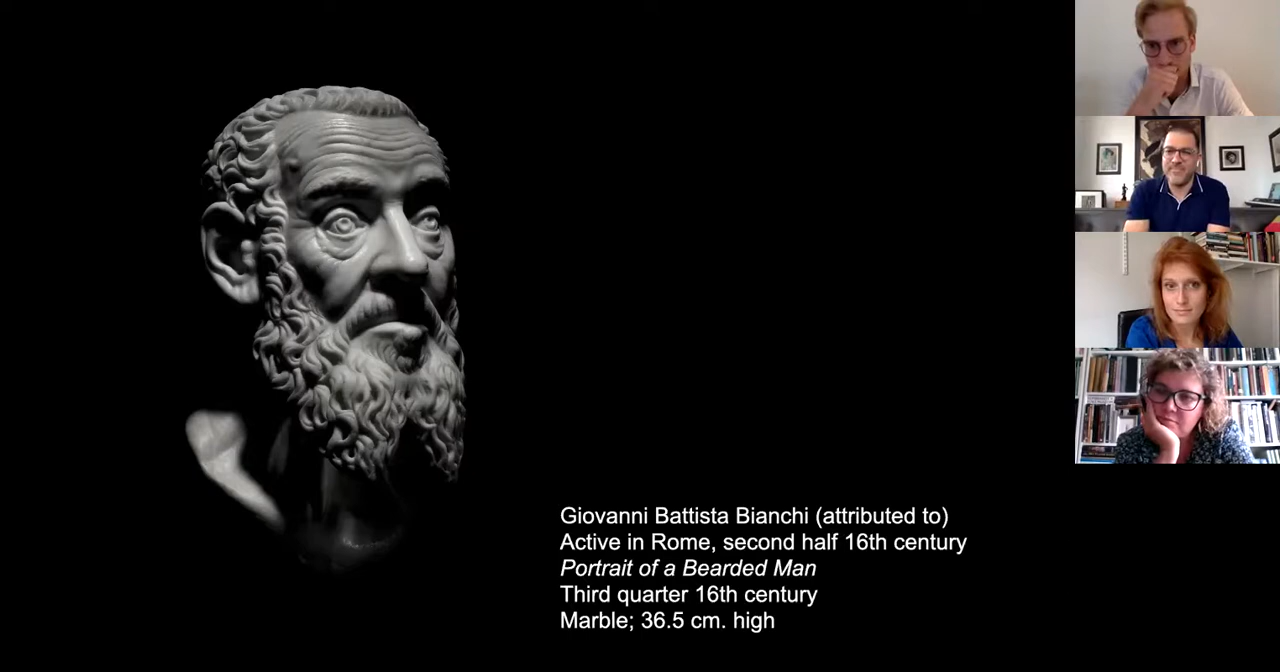 Giovanni Battista Bianchi (attributed to)
Active in Rome, second half 16th century
Portrait of a Bearded Man
Third quarter 16th century
Marble; 36.5 cm. high